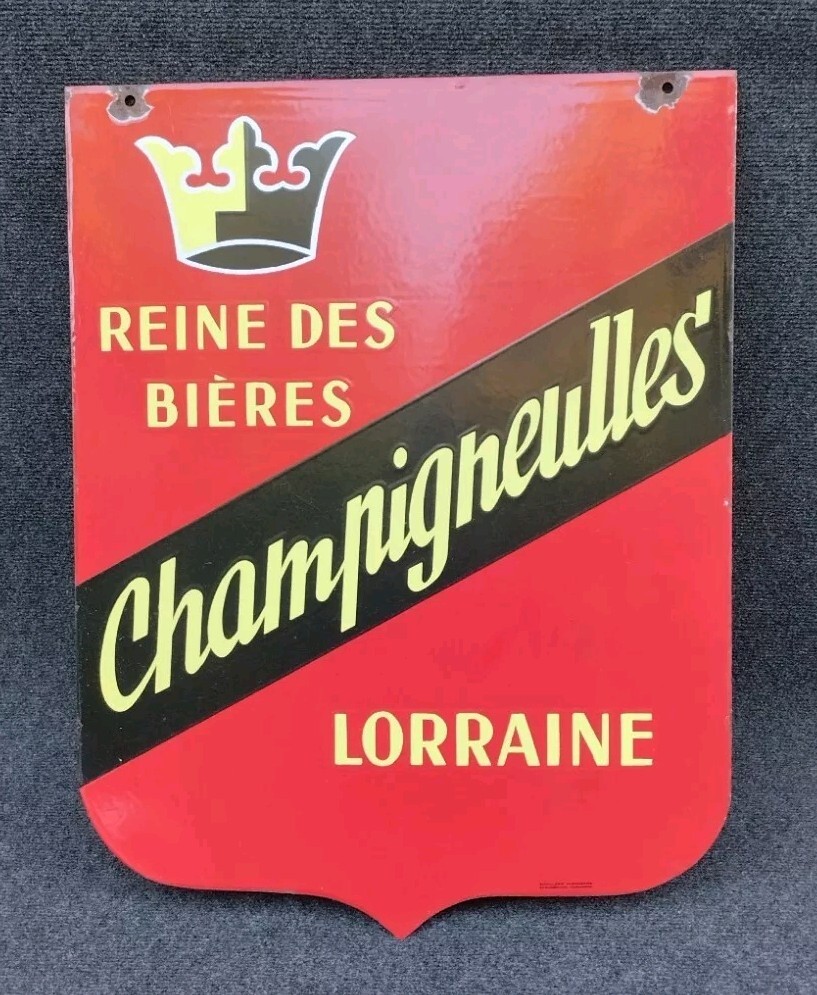 REINE DES
BIÈRES
Champigneulles
LORRAINE